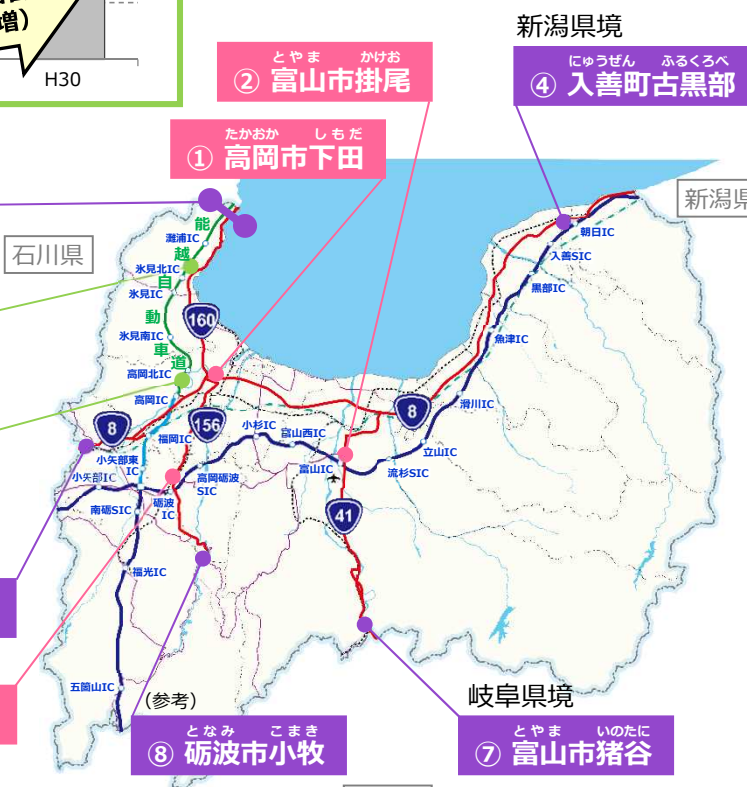 増)
H30
新潟県境
とやま かけお
② 富山市掛尾
にゅうぜん ふるくろべ
④ 入善町古黒部
たかおか しもだ
① 高岡市下田
新潟県
石川県
能越自動車道
灘浦IC
氷見北IC
氷見IC
氷見南IC
高岡北IC
高岡IC
160
朝日IC
入善SIC
黒部IC
魚津IC
滑川IC
立山IC
流杉SIC
8
156
8
福岡IC
小杉IC
富山西IC
富山IC
小矢部東IC
小矢部IC
高岡砺波SIC
砺波IC
南砺SIC
41
福光IC
五箇山IC
(参考)
となみ こまき
⑧ 砺波市小牧
岐阜県境
とやま いのたに
⑦ 富山市猪谷